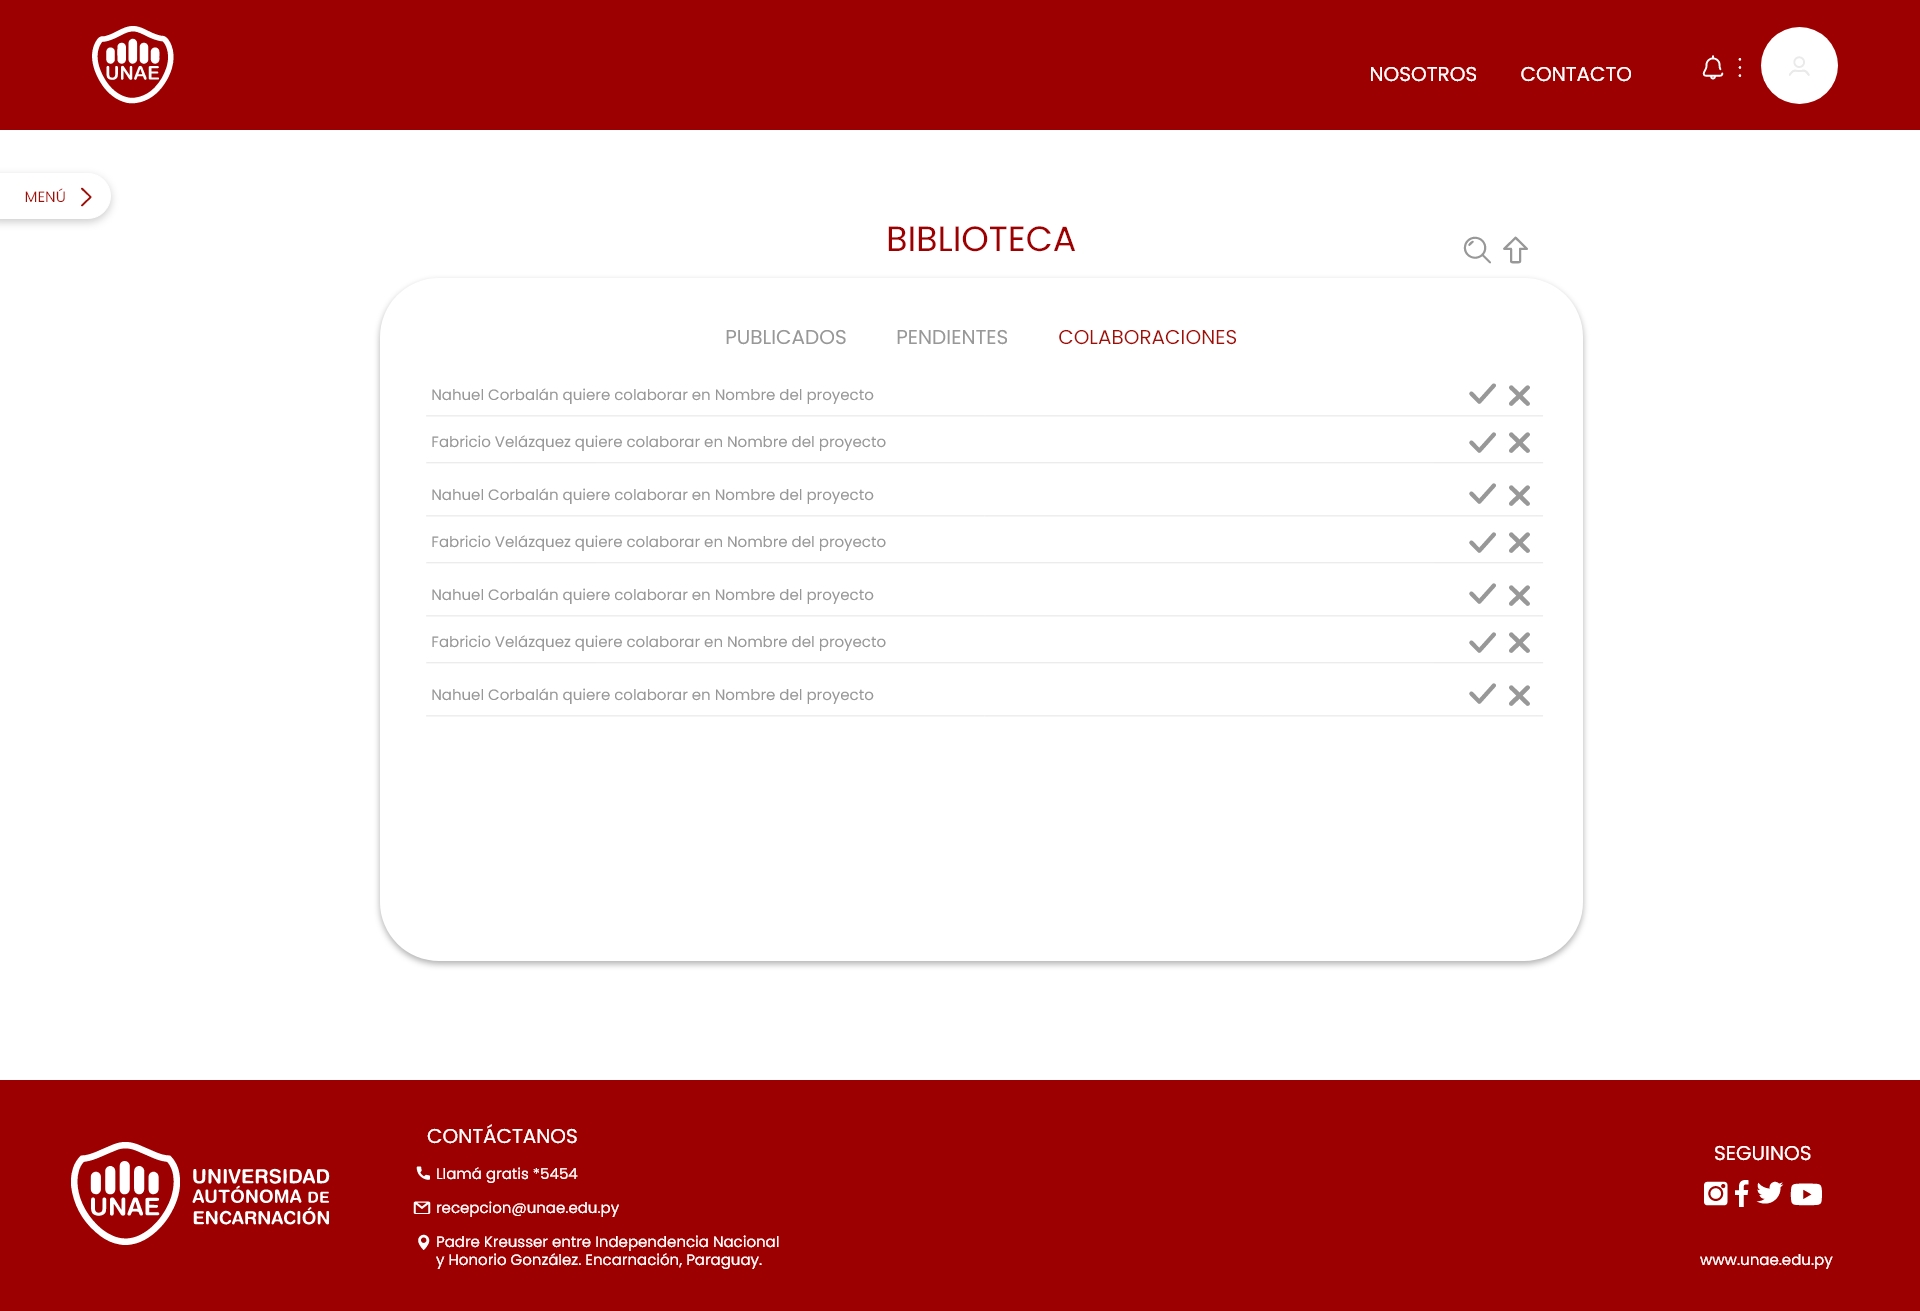 UNAE
NOSOTROS
CONTACTO
MENÚ
BIBLIOTECA
PUBLICADOS
PENDIENTES
COLABORACIONES
Nahuel Corbalán quiere colaborar en Nombre del proyecto
Fabricio Velázquez quiere colaborar en Nombre del proyecto
Nahuel Corbalán quiere colaborar en Nombre del proyecto
Fabricio Velázquez quiere colaborar en Nombre del proyecto
Nahuel Corbalán quiere colaborar en Nombre del proyecto
Fabricio Velázquez quiere colaborar en Nombre del proyecto
Nahuel Corbalán quiere colaborar en Nombre del proyecto
UNAE
UNIVERSIDAD
AUTÓNOMA DE
ENCARNACIÓN
CONTÁCTANOS
Llamá gratis *5454
recepcion@unae.edu.py
Padre Kreusser entre Independencia Nacional
y Honorio González. Encarnación, Paraguay.
SEGUINOS
www.unae.edu.py